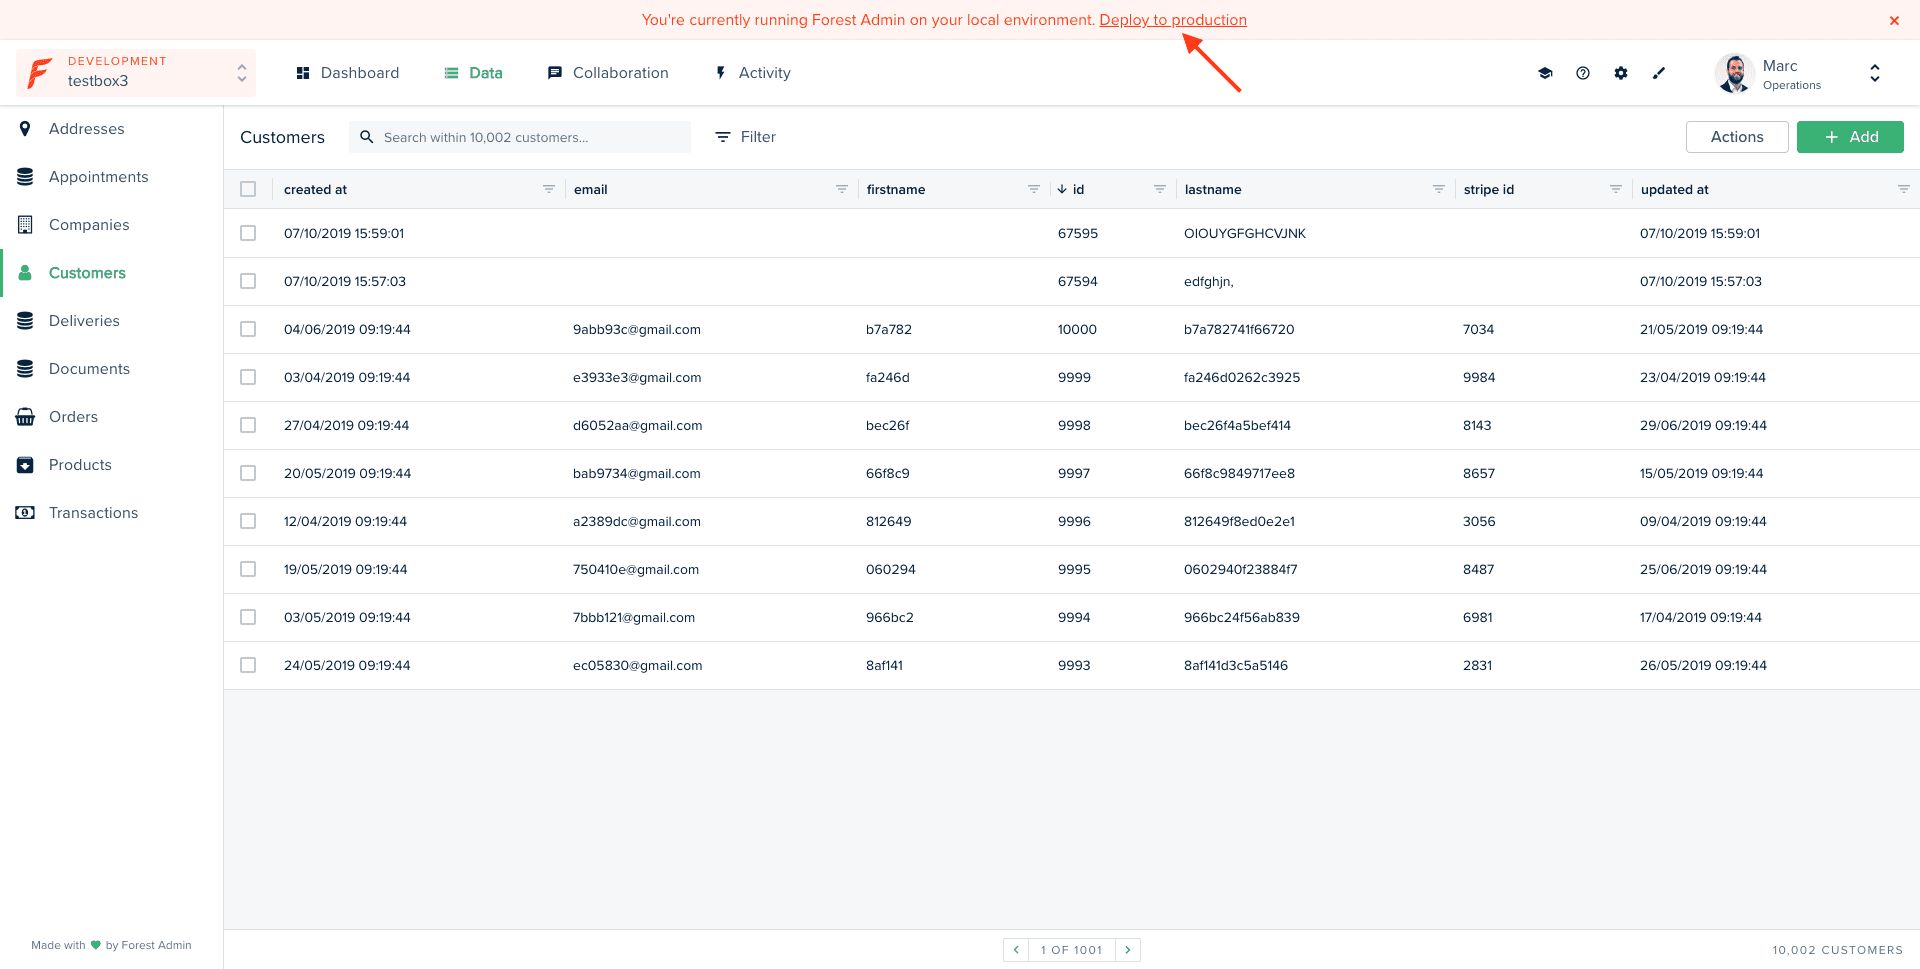 You're currently running Forest Admin on your local environment. Deploy to production
DEVELOPMENT
testbox3
Dashboard Data Collaboration Activity
Marc
Operations
Addresses
Appointments
Companies
Customers
Deliveries
Documents
Orders
Products
Transactions
Made with by Forest Admin
Customers Search within 10,002 customers... Filter Actions + Add
created at email firstname id lastname stripe id updated at
07/10/2019 15:59:01 67595 OIOUYGFGHCVJNK 07/10/2019 15:59:01
07/10/2019 15:57:03 67594 edfghjn, 07/10/2019 15:57:03
04/06/2019 09:19:44 9abb93c@gmail.com b7a782 10000 b7a782741f66720 7034 21/05/2019 09:19:44
03/04/2019 09:19:44 e3933e3@gmail.com fa246d 9999 fa246d0262c3925 9984 23/04/2019 09:19:44
27/04/2019 09:19:44 d6052aa@gmail.com bec26f 9998 bec26f4a5bef414 8143 29/06/2019 09:19:44
20/05/2019 09:19:44 bab9734@gmail.com 66f8c9 9997 66f8c9849717ee8 8657 15/05/2019 09:19:44
12/04/2019 09:19:44 a2389dc@gmail.com 812649 9996 812649f8ed0e2e1 3056 09/04/2019 09:19:44
19/05/2019 09:19:44 750410e@gmail.com 060294 9995 0602940f23884f7 8487 25/06/2019 09:19:44
03/05/2019 09:19:44 7bbb121@gmail.com 966bc2 9994 966bc24f56ab839 6981 17/04/2019 09:19:44
24/05/2019 09:19:44 ec05830@gmail.com 8af141 9993 8af141d3c5a5146 2831 26/05/2019 09:19:44
1 OF 1001
10,002 CUSTOMERS